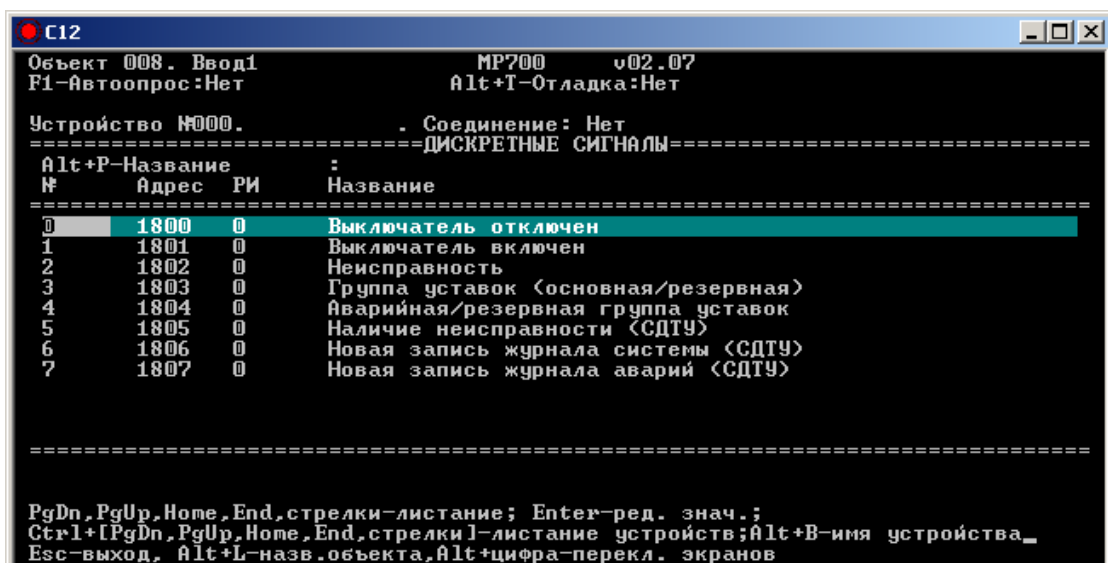 C12
Объект 008. Ввод1 МР700 v02.07
F1-Автоопрос:Нет Alt+T-Отладка:Нет
Устройство №000. . Соединение: Нет
=============================ДИСКРЕТНЫЕ СИГНАЛЫ===============================
Alt+P-Название :
№ Адрес РИ Название
==============================================================================
0 1800 0 Выключатель отключен
1 1801 0 Выключатель включен
2 1802 0 Неисправность
3 1803 0 Группа уставок (основная/резервная)
4 1804 0 Аварийная/резервная группа уставок
5 1805 0 Наличие неисправности (СДТУ)
6 1806 0 Новая запись журнала системы (СДТУ)
7 1807 0 Новая запись журнала аварий (СДТУ)
==============================================================================
PgDn,PgUp,Home,End,стрелки-листание; Enter-ред. знач.;
Ctrl+[PgDn,PgUp,Home,End,стрелки]-листание устройств;Alt+B-имя устройства_
Esc-выход, Alt+L-назв.объекта,Alt+цифра-перекл. экранов